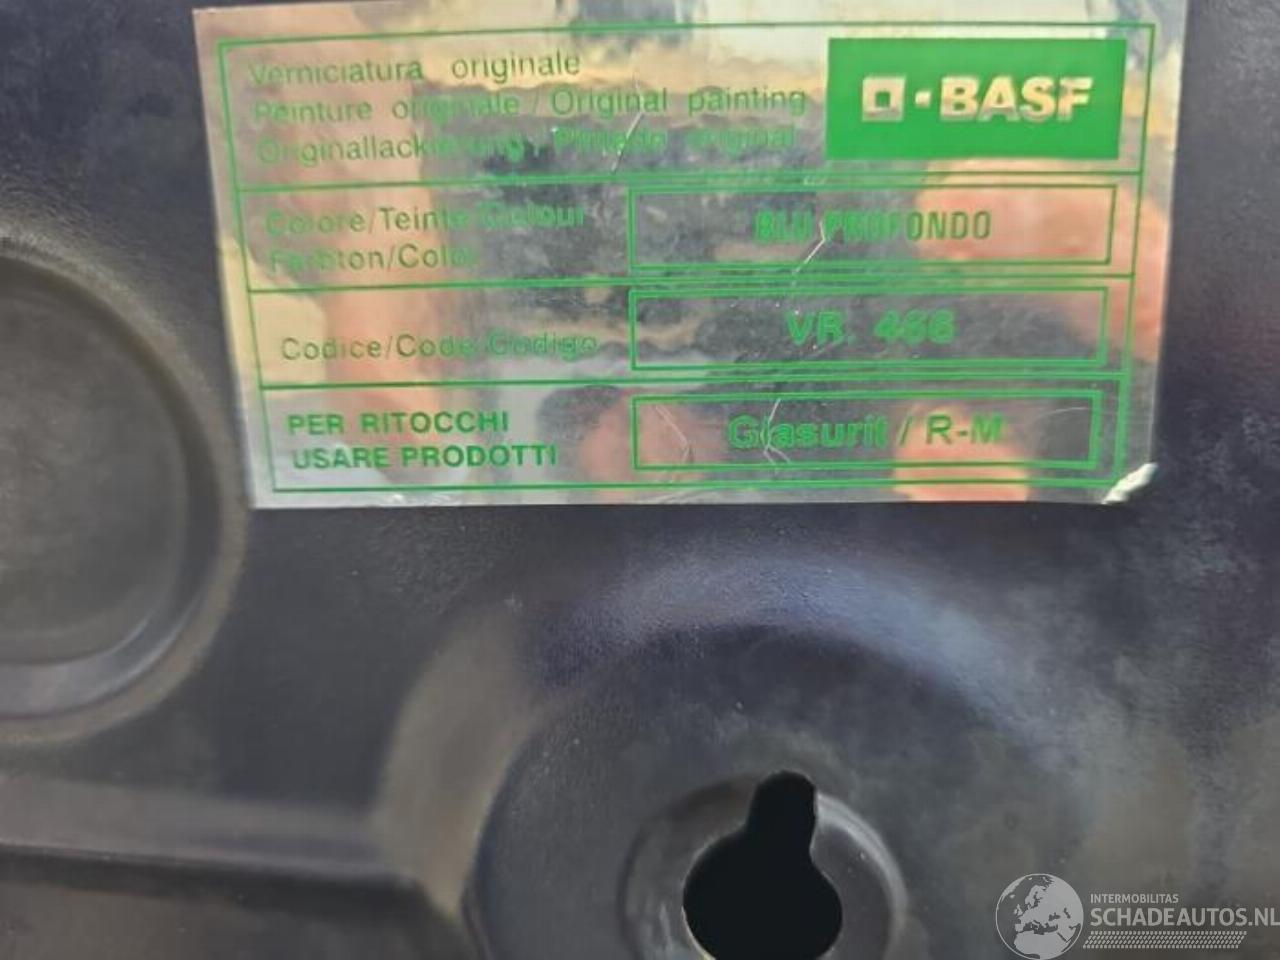 Verniciatura originale
Peinture originale / Original painting
Originallackierung / Pintado original
BASF
Colore/Teinte/Colour
Farbton/Color
BLU PROFONDO
Codice/Code/Codigo
VR. 466
PER RITOCCHI
USARE PRODOTTI
Glasurit / R-M
INTERMOBILITAS
SCHADEAUTOS.NL